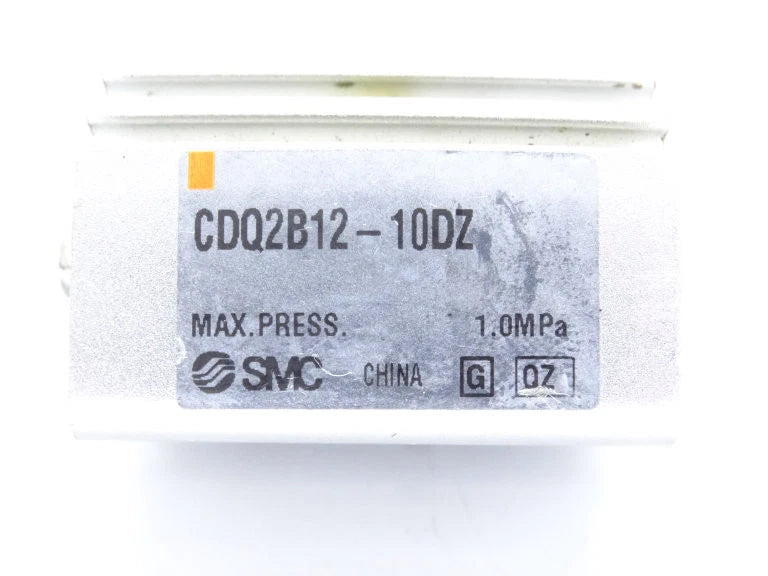 CDQ2B12-10DZ
MAX.PRESS. 1.0MPa
SMC CHINA G OZ